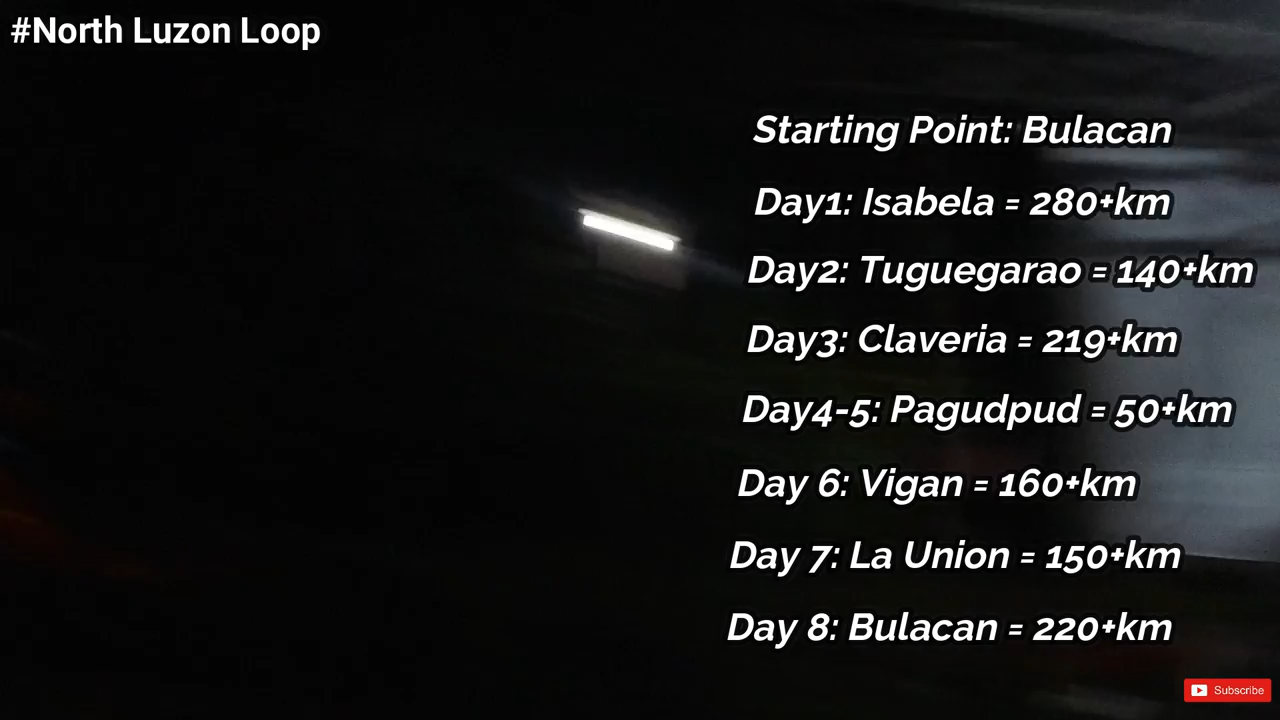 #North Luzon Loop
Starting Point: Bulacan
Day1: Isabela = 280+km
Day2: Tuguegarao = 140+km
Day3: Claveria = 219+km
Day4-5: Pagudpud = 50+km
Day 6: Vigan = 160+km
Day 7: La Union = 150+km
Day 8: Bulacan = 220+km
Subscribe